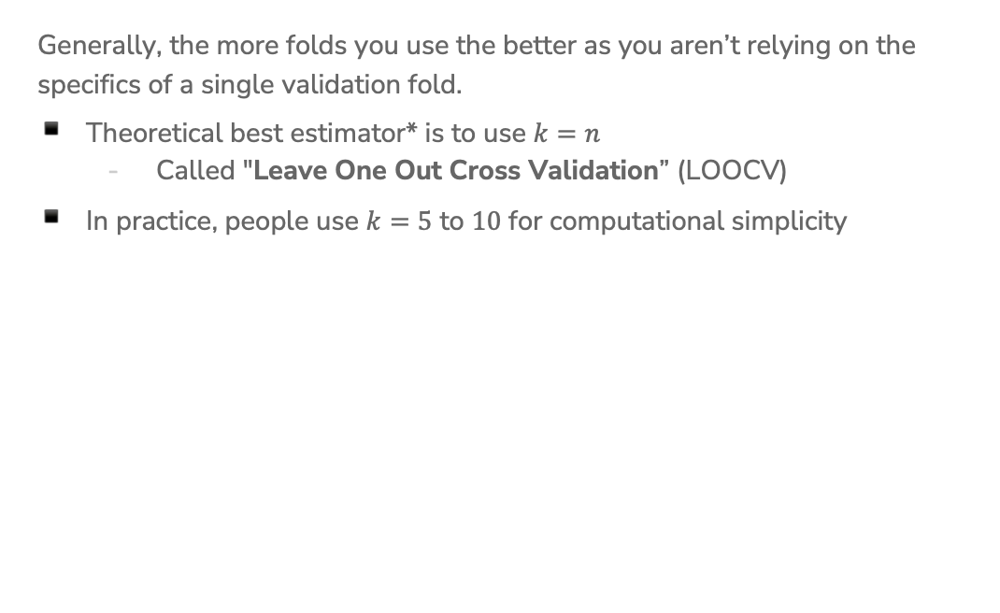 Generally, the more folds you use the better as you aren’t relying on the
specifics of a single validation fold.
▪ Theoretical best estimator* is to use k = n
- Called "Leave One Out Cross Validation” (LOOCV)
▪ In practice, people use k = 5 to 10 for computational simplicity